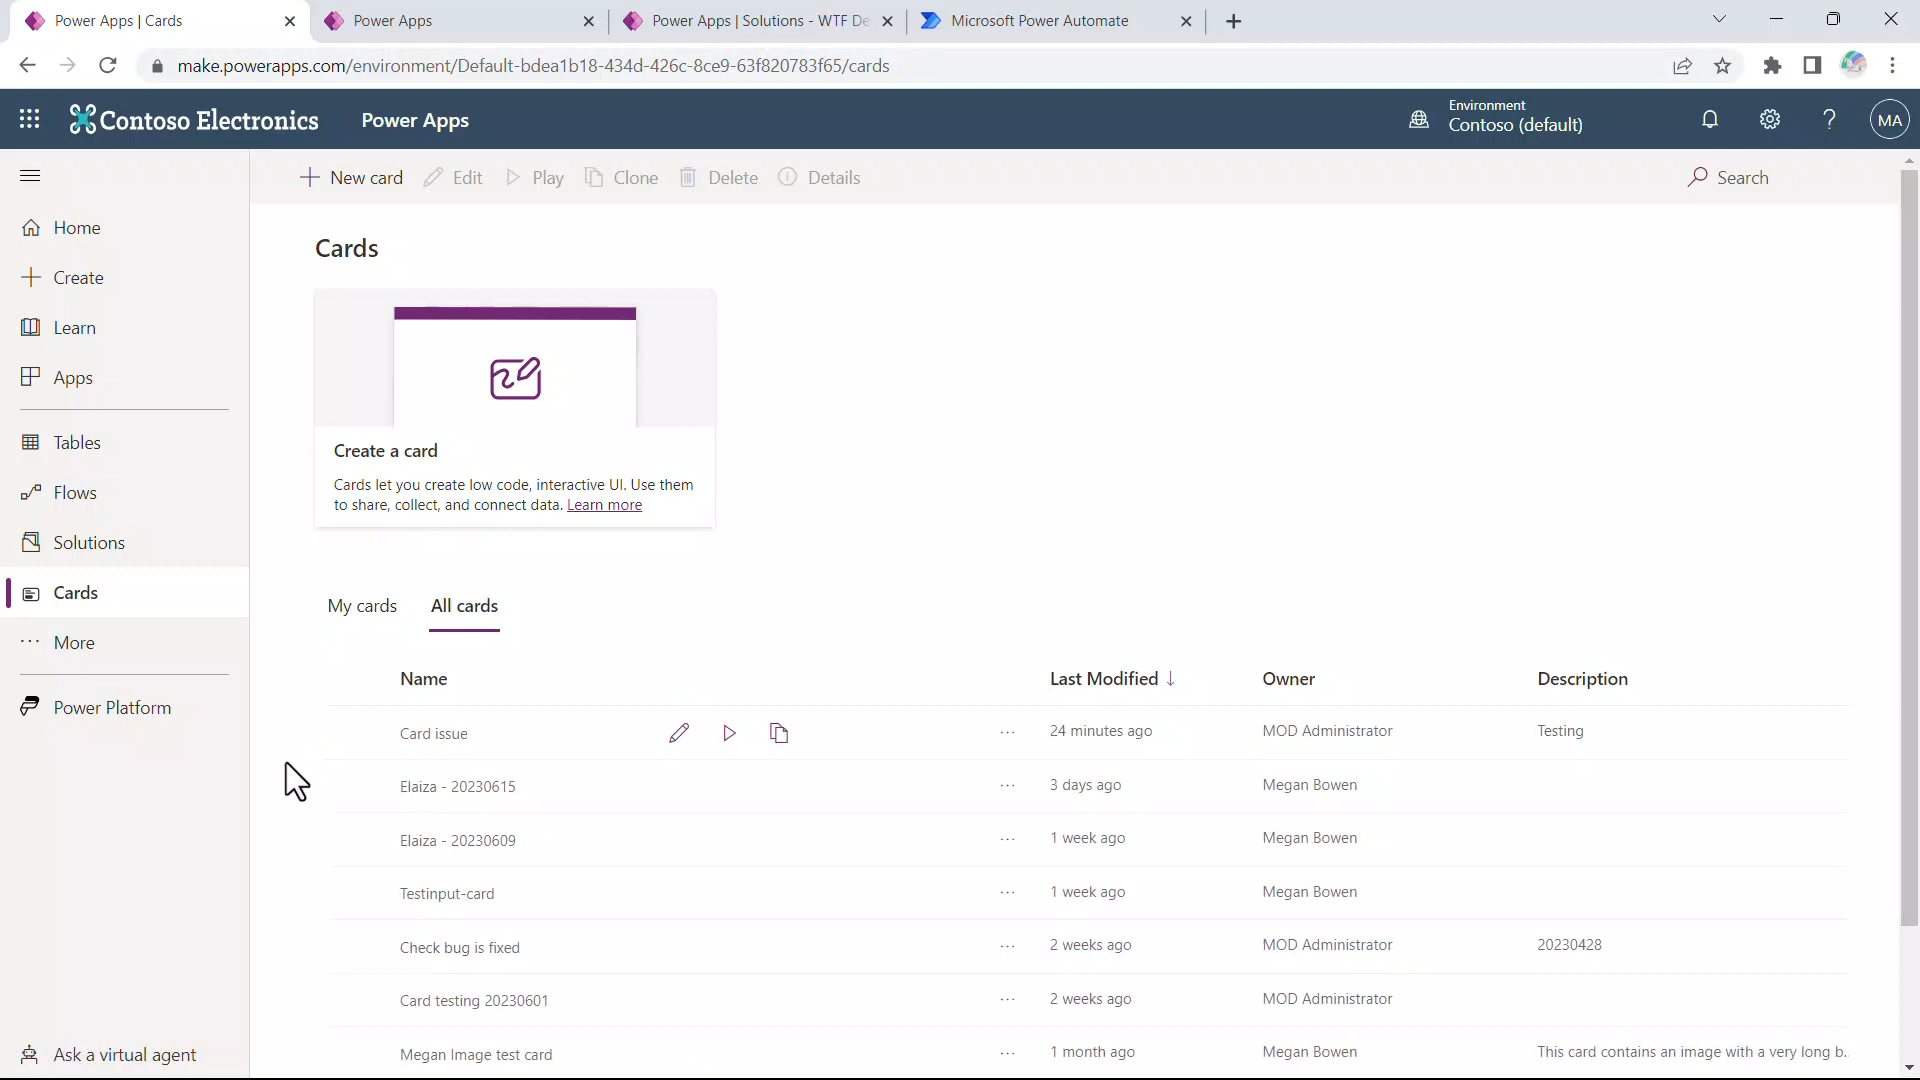 Power Apps | Cards
Power Apps
Power Apps | Solutions - WTF De
Microsoft Power Automate
make.powerapps.com/environment/Default-bdea1b18-434d-426c-8ce9-63f820783f65/cards
Contoso Electronics
Power Apps
Environment
Contoso (default)
?
MA
New card
Edit
Play
Clone
Delete
Details
Search
Home
Create
Learn
Apps
Tables
Flows
Solutions
Cards
More
Power Platform
Ask a virtual agent
Cards
Create a card
Cards let you create low code, interactive UI. Use them
to share, collect, and connect data. Learn more
My cards
All cards
Name
Last Modified ↓
Owner
Description
Card issue
24 minutes ago
MOD Administrator
Testing
Elaiza - 20230615
3 days ago
Megan Bowen
Elaiza - 20230609
1 week ago
Megan Bowen
Testinput-card
1 week ago
Megan Bowen
Check bug is fixed
2 weeks ago
MOD Administrator
20230428
Card testing 20230601
2 weeks ago
MOD Administrator
Megan Image test card
1 month ago
Megan Bowen
This card contains an image with a very long b..